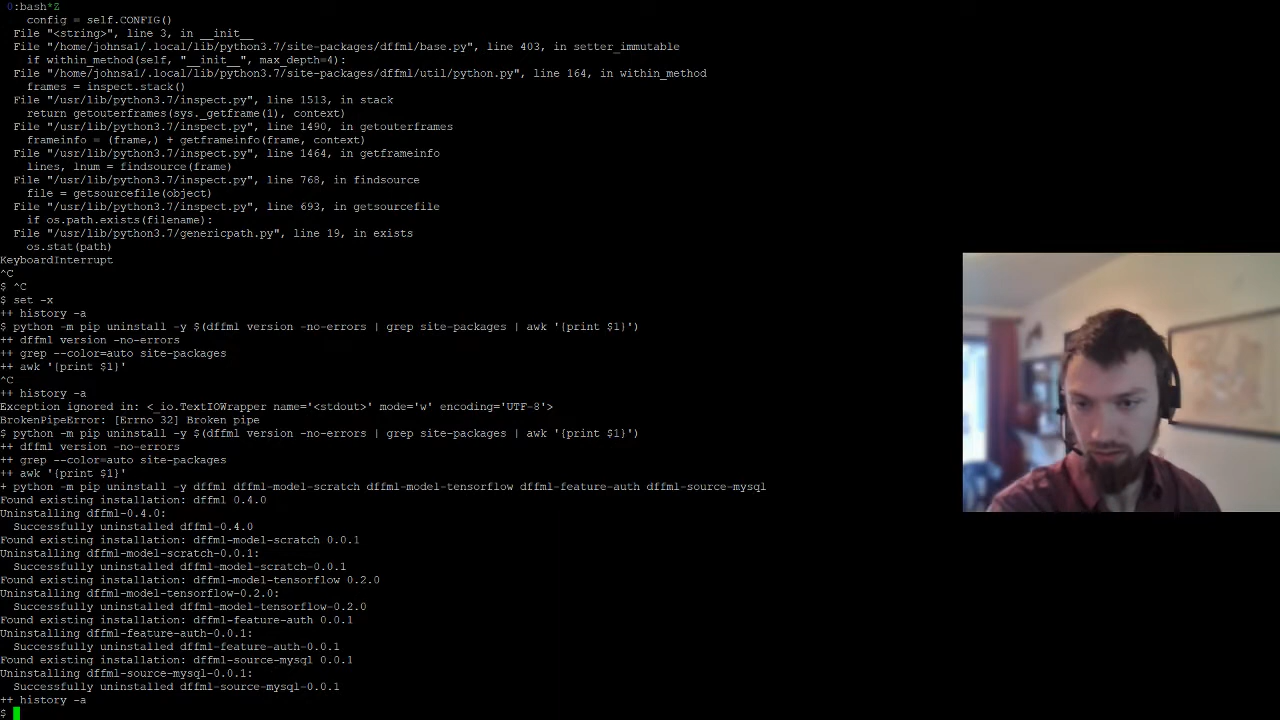 0:bash*Z
config = self.CONFIG()
File "<string>", line 3, in __init__
File "/home/johnsa1/.local/lib/python3.7/site-packages/dffml/base.py", line 403, in setter_immutable
if within_method(self, "__init__", max_depth=4):
File "/home/johnsa1/.local/lib/python3.7/site-packages/dffml/util/python.py", line 164, in within_method
frames = inspect.stack()
File "/usr/lib/python3.7/inspect.py", line 1513, in stack
return getouterframes(sys._getframe(1), context)
File "/usr/lib/python3.7/inspect.py", line 1490, in getouterframes
frameinfo = (frame,) + getframeinfo(frame, context)
File "/usr/lib/python3.7/inspect.py", line 1464, in getframeinfo
lines, lnum = findsource(frame)
File "/usr/lib/python3.7/inspect.py", line 768, in findsource
file = getsourcefile(object)
File "/usr/lib/python3.7/inspect.py", line 693, in getsourcefile
if os.path.exists(filename):
File "/usr/lib/python3.7/genericpath.py", line 19, in exists
os.stat(path)
KeyboardInterrupt
^C
$ ^C
$ set -x
++ history -a
$ python -m pip uninstall -y $(dffml version -no-errors | grep site-packages | awk '{print $1}')
++ dffml version -no-errors
++ grep --color=auto site-packages
++ awk '{print $1}'
^C
++ history -a
Exception ignored in: <_io.TextIOWrapper name='<stdout>' mode='w' encoding='UTF-8'>
BrokenPipeError: [Errno 32] Broken pipe
$ python -m pip uninstall -y $(dffml version -no-errors | grep site-packages | awk '{print $1}')
++ dffml version -no-errors
++ grep --color=auto site-packages
++ awk '{print $1}'
+ python -m pip uninstall -y dffml dffml-model-scratch dffml-model-tensorflow dffml-feature-auth dffml-source-mysql
Found existing installation: dffml 0.4.0
Uninstalling dffml-0.4.0:
Successfully uninstalled dffml-0.4.0
Found existing installation: dffml-model-scratch 0.0.1
Uninstalling dffml-model-scratch-0.0.1:
Successfully uninstalled dffml-model-scratch-0.0.1
Found existing installation: dffml-model-tensorflow 0.2.0
Uninstalling dffml-model-tensorflow-0.2.0:
Successfully uninstalled dffml-model-tensorflow-0.2.0
Found existing installation: dffml-feature-auth 0.0.1
Uninstalling dffml-feature-auth-0.0.1:
Successfully uninstalled dffml-feature-auth-0.0.1
Found existing installation: dffml-source-mysql 0.0.1
Uninstalling dffml-source-mysql-0.0.1:
Successfully uninstalled dffml-source-mysql-0.0.1
++ history -a
$